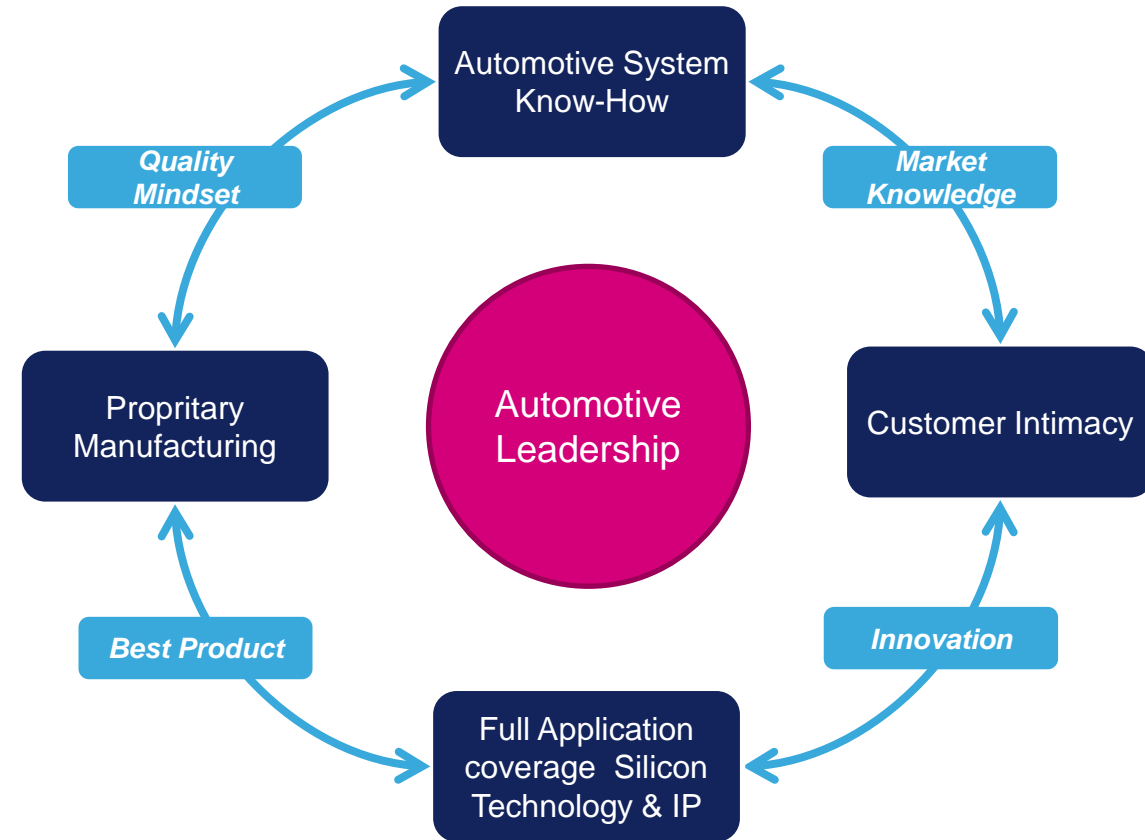 Automotive System
Know-How
Quality
Mindset
Market
Knowledge
Propritary
Manufacturing
Automotive
Leadership
Customer Intimacy
Best Product
Innovation
Full Application
coverage Silicon
Technology & IP